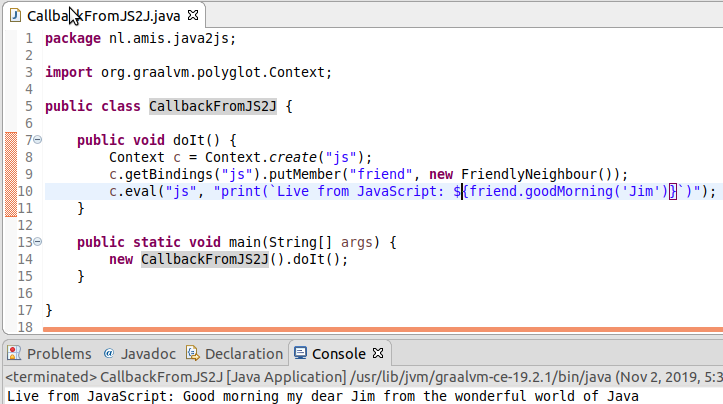 CallbackFromJS2J.java
1 package nl.amis.java2js;
2
3 import org.graalvm.polyglot.Context;
4
5 public class CallbackFromJS2J {
6
7 public void doIt() {
8 Context c = Context.create("js");
9 c.getBindings("js").putMember("friend", new FriendlyNeighbour());
10 c.eval("js", "print(`Live from JavaScript: ${friend.goodMorning('Jim')}`)");
11 }
12
13 public static void main(String[] args) {
14 new CallbackFromJS2J().doIt();
15 }
16
17 }
18
Problems @ Javadoc Declaration Console
<terminated> CallbackFromJS2J [Java Application] /usr/lib/jvm/graalvm-ce-19.2.1/bin/java (Nov 2, 2019, 5:3
Live from JavaScript: Good morning my dear Jim from the wonderful world of Java